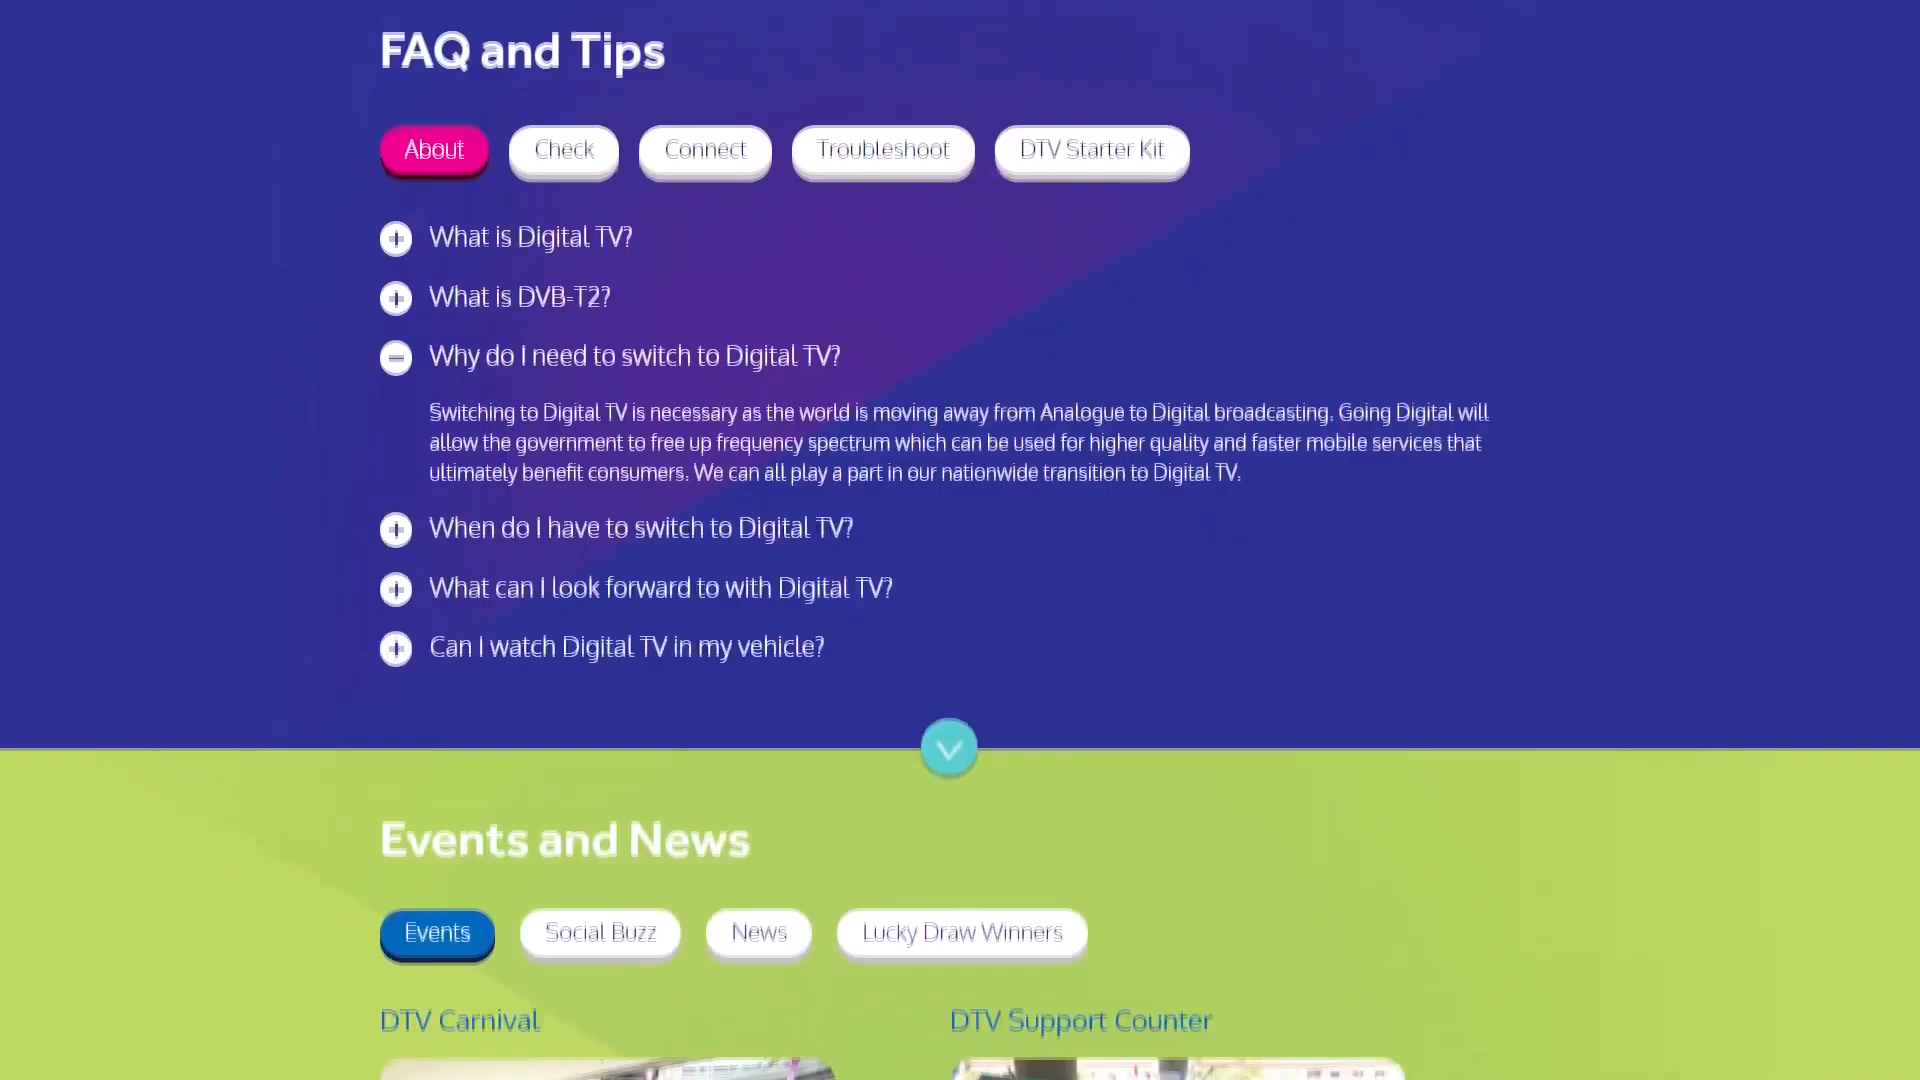 FAQ and Tips
About
Check
Connect
Troubleshoot
DTV Starter Kit
What is Digital TV?
What is DVB-T2?
Why do I need to switch to Digital TV?
Switching to Digital TV is necessary as the world is moving away from Analogue to Digital broadcasting. Going Digital will
allow the government to free up frequency spectrum which can be used for higher quality and faster mobile services that
ultimately benefit consumers. We can all play a part in our nationwide transition to Digital TV.
When do I have to switch to Digital TV?
What can I look forward to with Digital TV?
Can I watch Digital TV in my vehicle?
Events and News
Events
Social Buzz
News
Lucky Draw Winners
DTV Carnival
DTV Support Counter